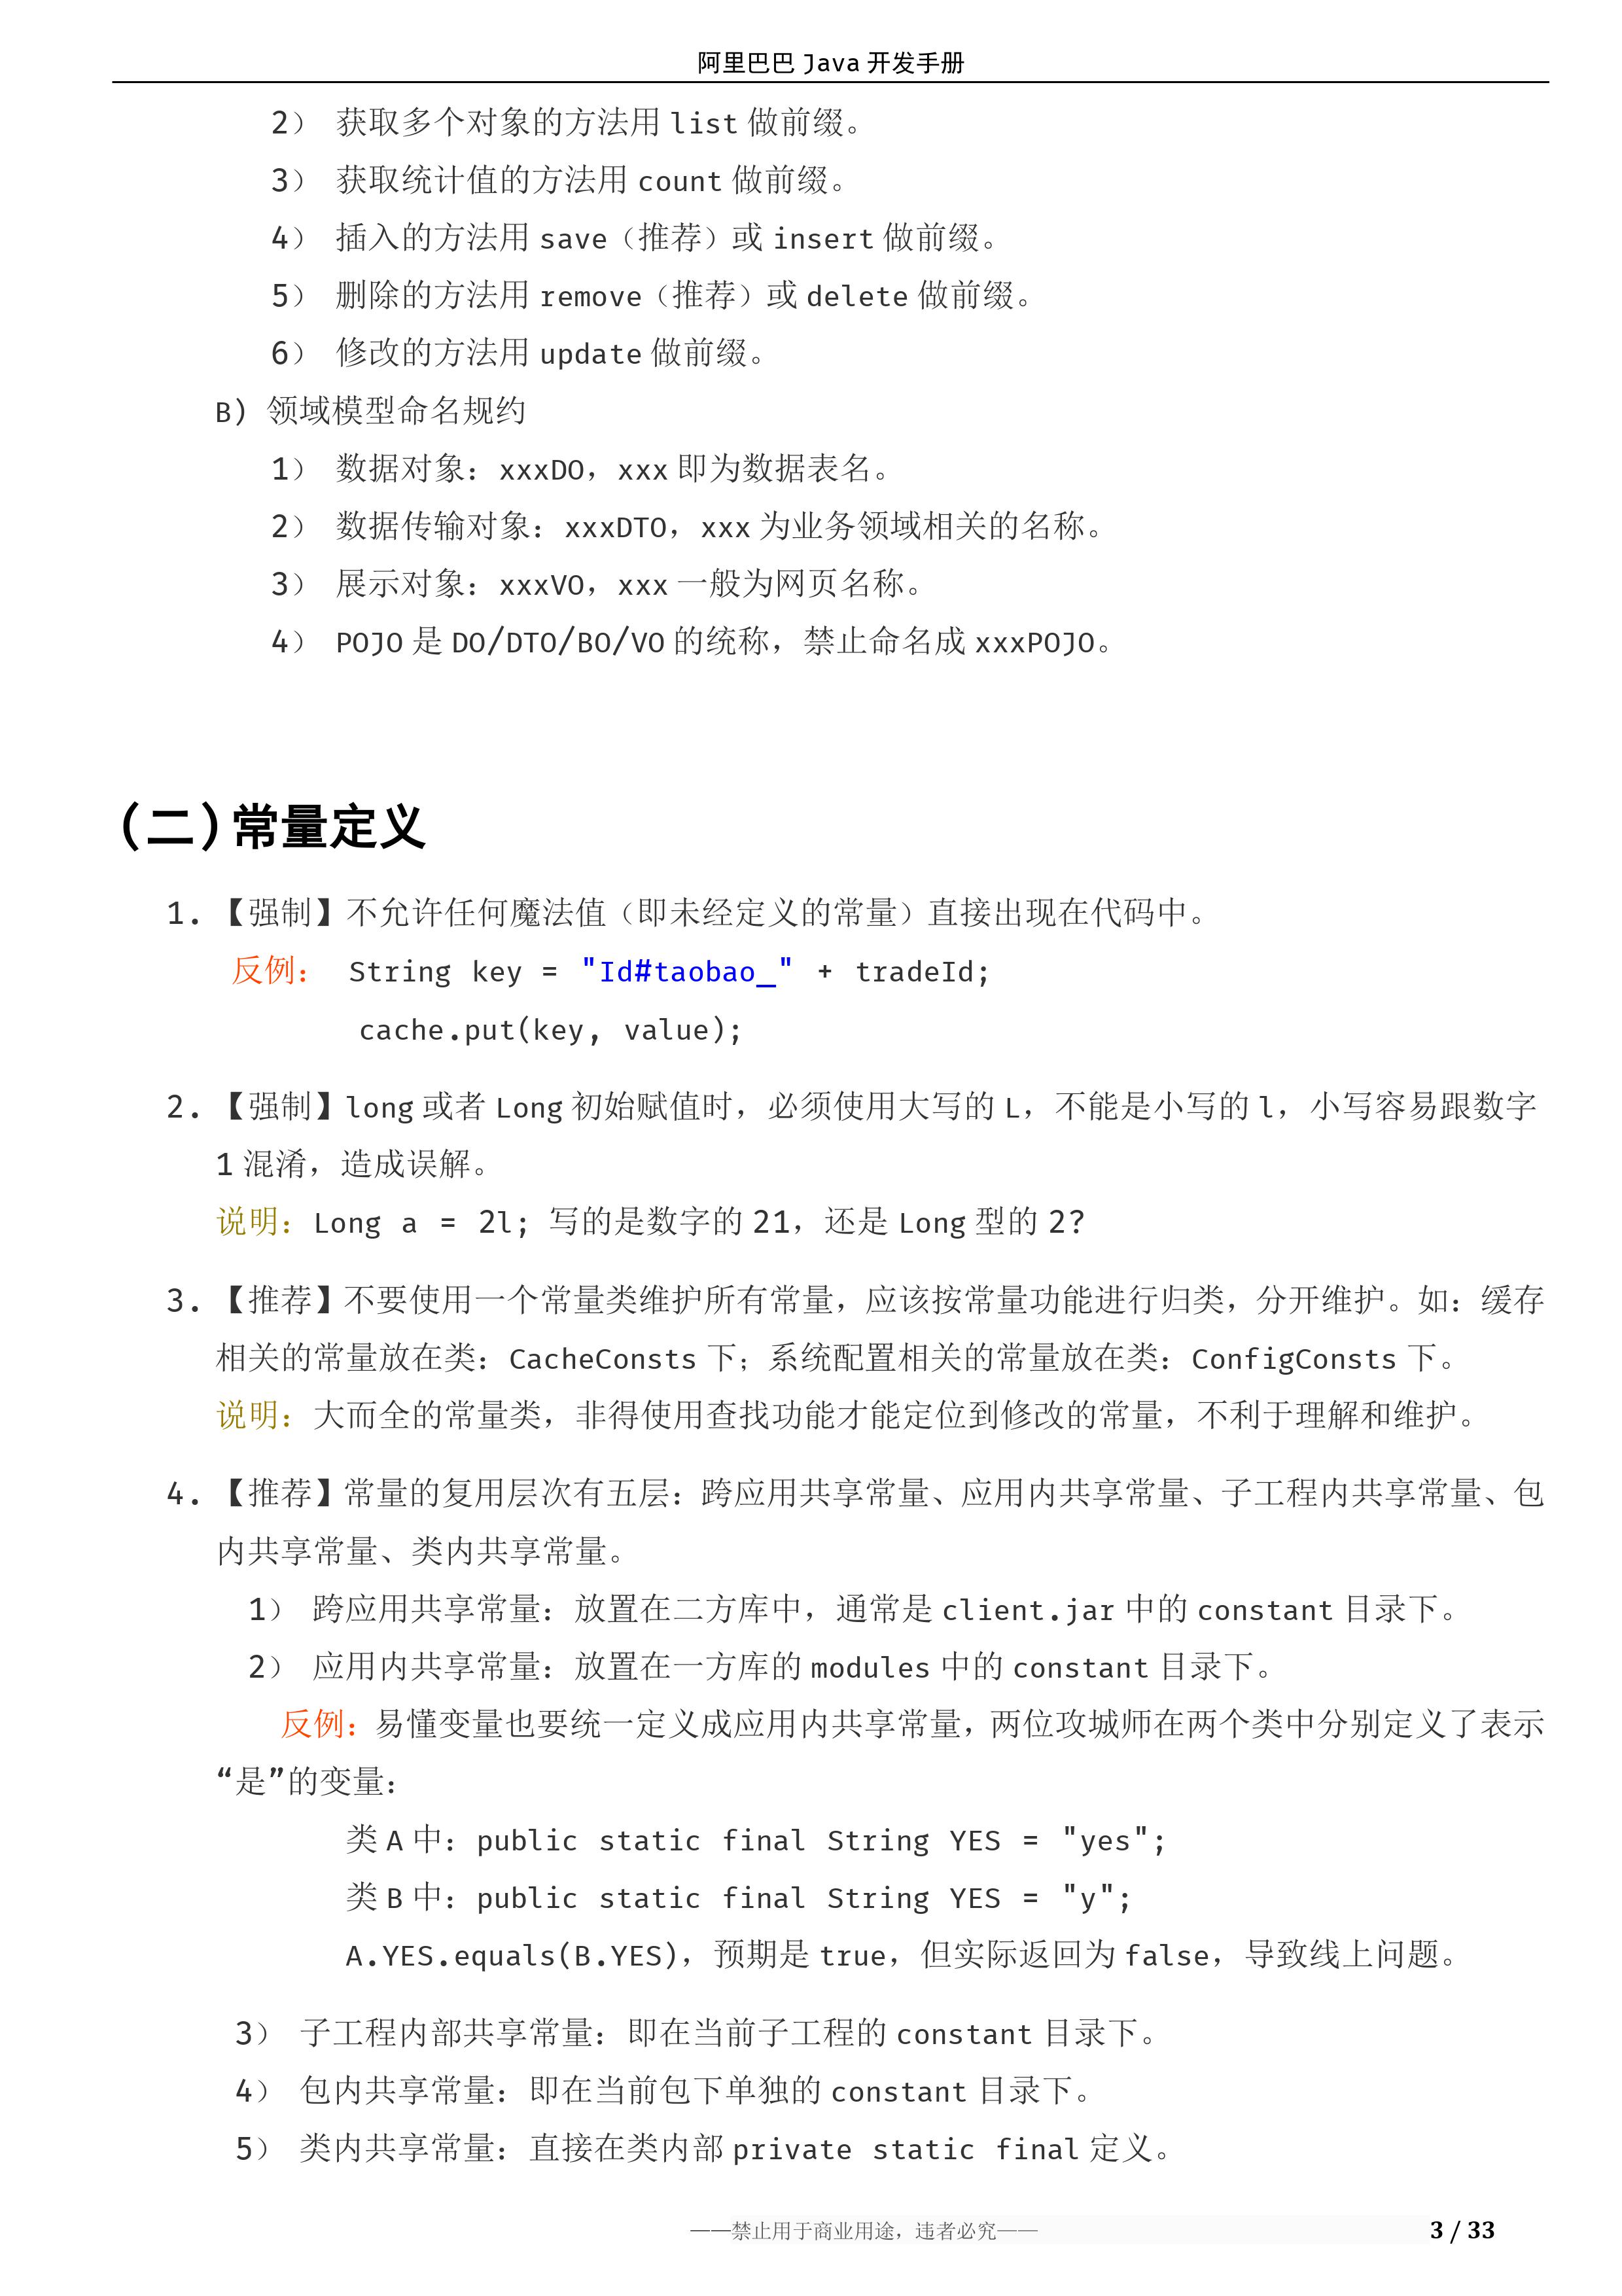 阿里巴巴 Java 开发手册
2） 获取多个对象的方法用 list 做前缀。
3） 获取统计值的方法用 count 做前缀。
4） 插入的方法用 save（推荐）或 insert 做前缀。
5） 删除的方法用 remove（推荐）或 delete 做前缀。
6） 修改的方法用 update 做前缀。
B) 领域模型命名规约
1） 数据对象：xxxDO，xxx 即为数据表名。
2） 数据传输对象：xxxDTO，xxx 为业务领域相关的名称。
3） 展示对象：xxxVO，xxx 一般为网页名称。
4） POJO 是 DO/DTO/BO/VO 的统称，禁止命名成 xxxPOJO。
(二)常量定义
1. 【强制】不允许任何魔法值（即未经定义的常量）直接出现在代码中。
反例： String key = "Id#taobao_" + tradeId;
cache.put(key, value);
2. 【强制】long 或者 Long 初始赋值时，必须使用大写的 L，不能是小写的 l，小写容易跟数字
1 混淆，造成误解。
说明：Long a = 2l; 写的是数字的 21，还是 Long 型的 2?
3. 【推荐】不要使用一个常量类维护所有常量，应该按常量功能进行归类，分开维护。如：缓存
相关的常量放在类：CacheConsts 下；系统配置相关的常量放在类：ConfigConsts 下。
说明：大而全的常量类，非得使用查找功能才能定位到修改的常量，不利于理解和维护。
4. 【推荐】常量的复用层次有五层：跨应用共享常量、应用内共享常量、子工程内共享常量、包
内共享常量、类内共享常量。
1） 跨应用共享常量：放置在二方库中，通常是 client.jar 中的 constant 目录下。
2） 应用内共享常量：放置在一方库的 modules 中的 constant 目录下。
反例：易懂变量也要统一定义成应用内共享常量，两位攻城师在两个类中分别定义了表示
“是”的变量：
类 A 中：public static final String YES = "yes";
类 B 中：public static final String YES = "y";
A.YES.equals(B.YES)，预期是 true，但实际返回为 false，导致线上问题。
3） 子工程内部共享常量：即在当前子工程的 constant 目录下。
4） 包内共享常量：即在当前包下单独的 constant 目录下。
5） 类内共享常量：直接在类内部 private static final 定义。
——禁止用于商业用途，违者必究——
3 / 33